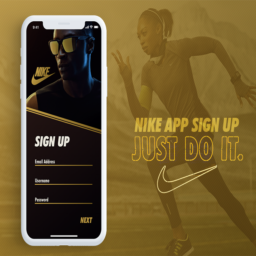 NIKE
SIGN UP
Email Address
Username
Password
NEXT
NIKE APP SIGN UP
JUST DO IT.